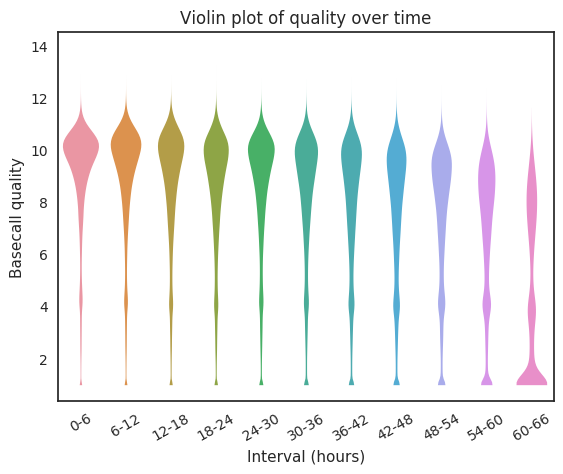 Violin plot of quality over time
14
12
10
8
6
4
2
Basecall quality
0-6 6-12 12-18 18-24 24-30 30-36 36-42 42-48 48-54 54-60 60-66
Interval (hours)